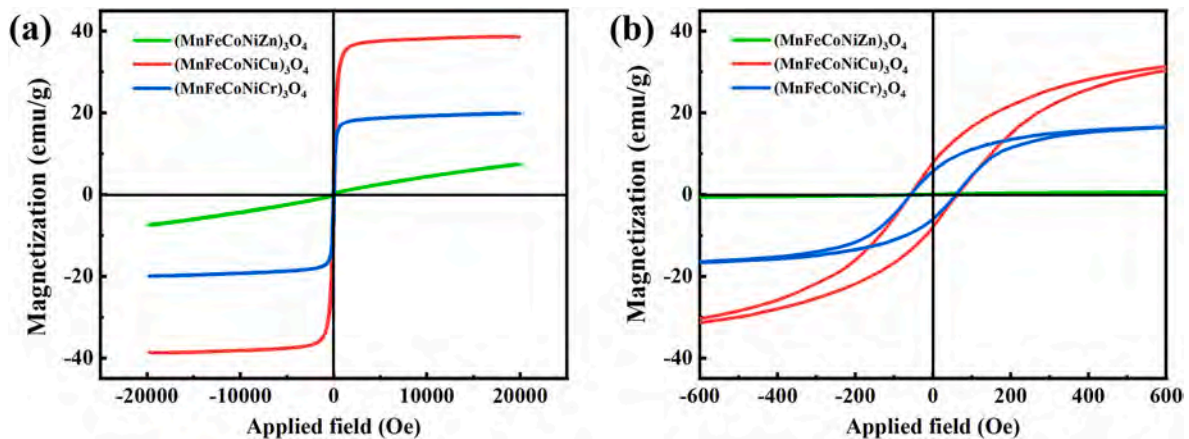 (a)
(MnFeCoNiZn)₃O₄
(MnFeCoNiCu)₃O₄
(MnFeCoNiCr)₃O₄
40
20
0
-20
-40
Magnetization (emu/g)
-20000 -10000 0 10000 20000
Applied field (Oe)
(b)
(MnFeCoNiZn)₃O₄
(MnFeCoNiCu)₃O₄
(MnFeCoNiCr)₃O₄
40
20
0
-20
-40
Magnetization (emu/g)
-600 -400 -200 0 200 400 600
Applied field (Oe)